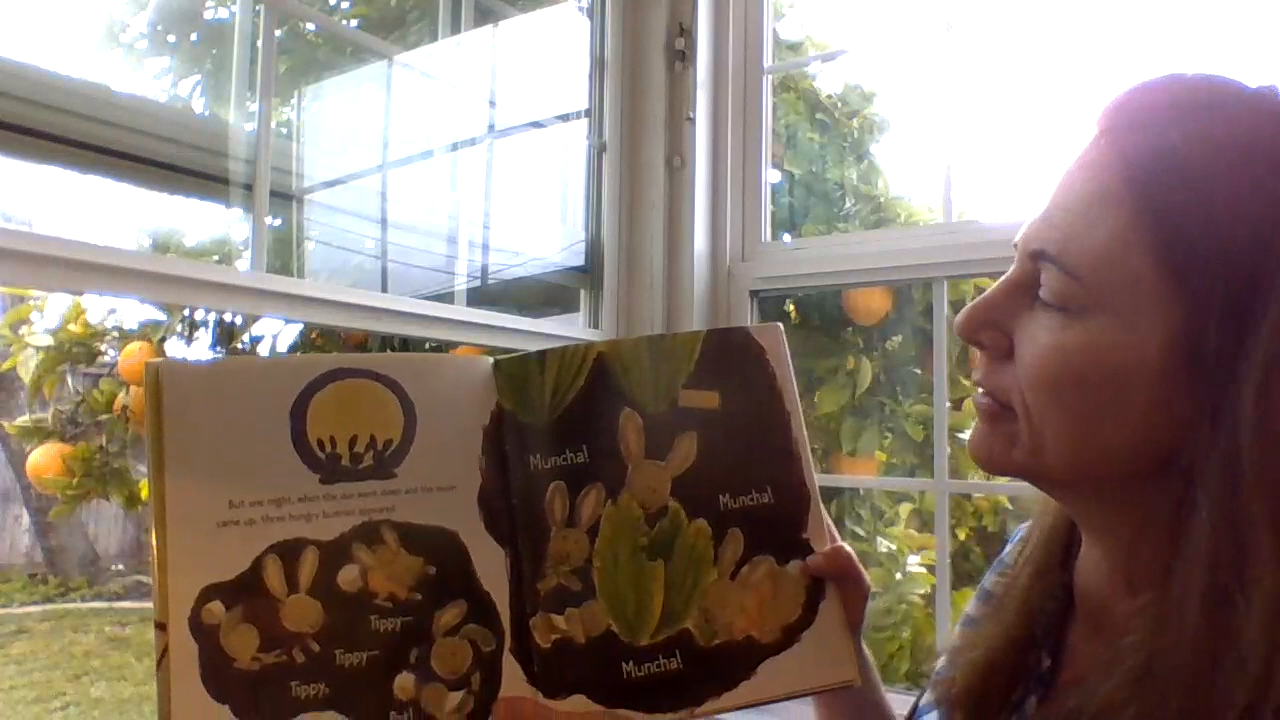 But one night, when the sun went down and the moon
came up, three hungry bunnies appeared.
Tippy—
Tippy—
Tippy,
Pat!
Muncha!
Muncha!
Muncha!